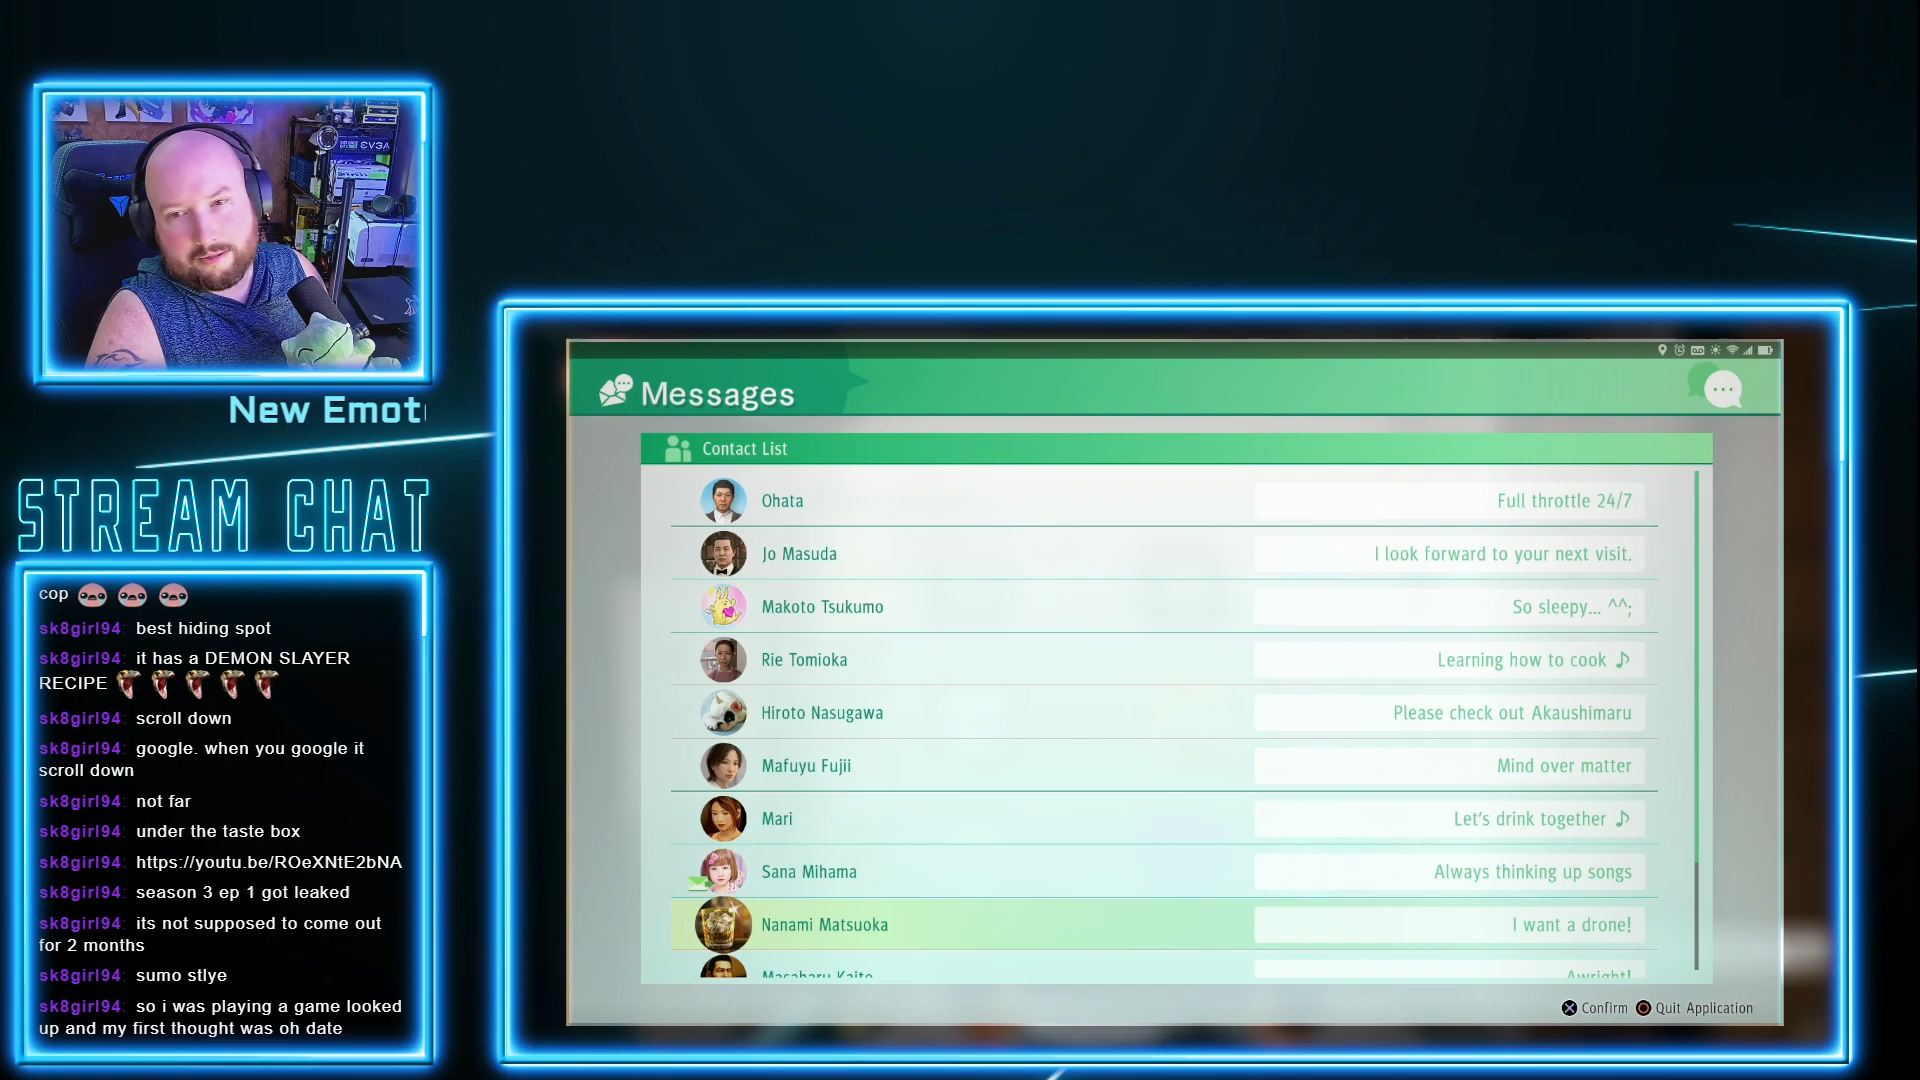 EVGA
New Emot
STREAM CHAT
cop
sk8girl94: best hiding spot
sk8girl94: it has a DEMON SLAYER
RECIPE
sk8girl94: scroll down
sk8girl94: google. when you google it
scroll down
sk8girl94: not far
sk8girl94: under the taste box
sk8girl94: https://youtu.be/ROeXNtE2bNA
sk8girl94: season 3 ep 1 got leaked
sk8girl94: its not supposed to come out
for 2 months
sk8girl94: sumo stlye
sk8girl94: so i was playing a game looked
up and my first thought was oh date
Messages
Contact List
Ohata Full throttle 24/7
Jo Masuda I look forward to your next visit.
Makoto Tsukumo So sleepy... ^^;
Rie Tomioka Learning how to cook ♪
Hiroto Nasugawa Please check out Akaushimaru
Mafuyu Fujii Mind over matter
Mari Let's drink together ♪
Sana Mihama Always thinking up songs
Nanami Matsuoka I want a drone!
Masaharu Kaito Awright!
Confirm Quit Application